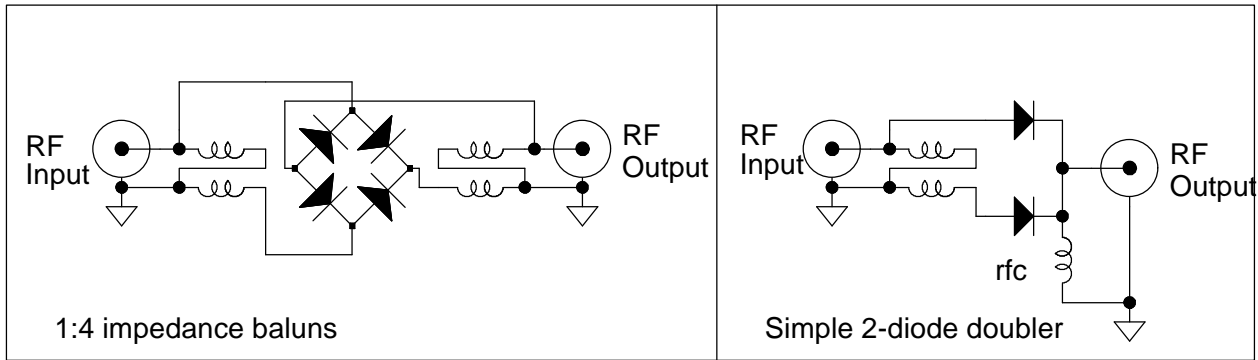 RF
Input
RF
Output
1:4 impedance baluns
RF
Input
RF
Output
rfc
Simple 2-diode doubler